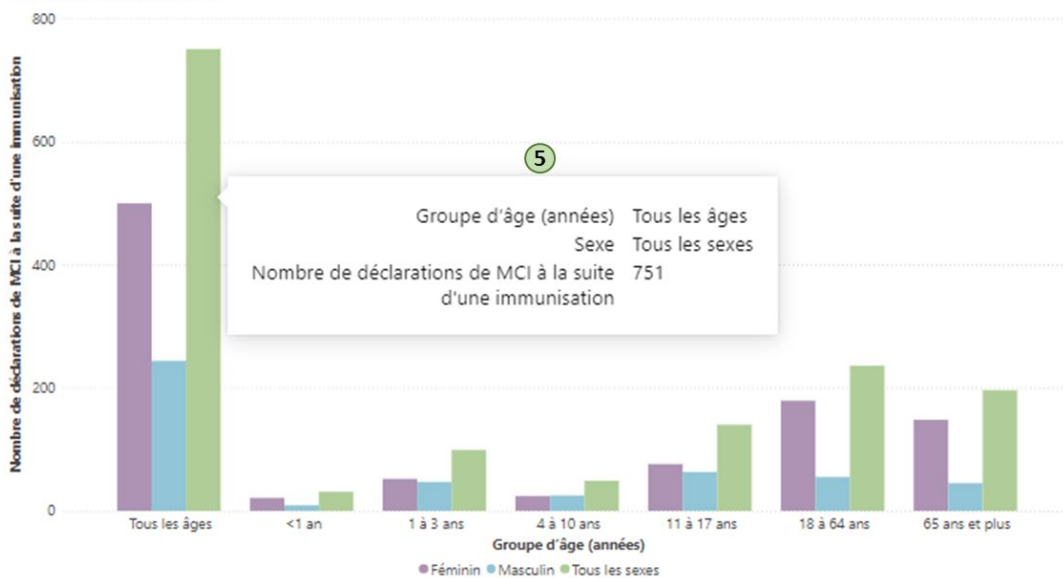 800
600
400
200
0
Nombre de déclarations de MCI à la suite d'une immunisation
5
Groupe d'âge (années) Tous les âges
Sexe Tous les sexes
Nombre de déclarations de MCI à la suite 751
d'une immunisation
Tous les âges <1 an 1 à 3 ans 4 à 10 ans 11 à 17 ans 18 à 64 ans 65 ans et plus
Groupe d'âge (années)
Féminin Masculin Tous les sexes